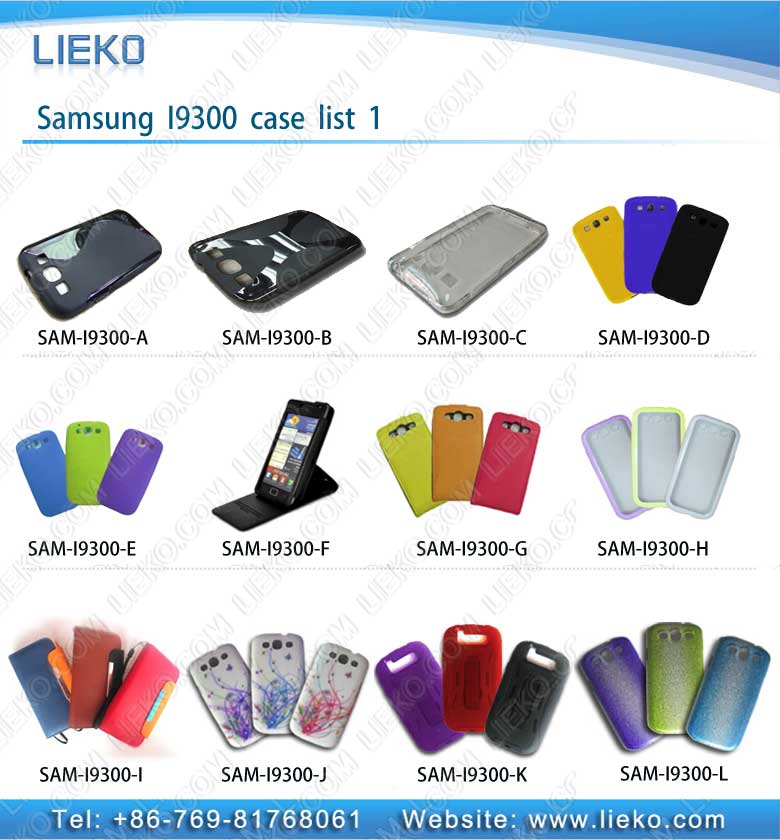 LIEKO
Samsung I9300 case list 1
SAM-I9300-A SAM-I9300-B SAM-I9300-C SAM-I9300-D
SAM-I9300-E SAM-I9300-F SAM-I9300-G SAM-I9300-H
SAM-I9300-I SAM-I9300-J SAM-I9300-K SAM-I9300-L
Tel: +86-769-81768061 Website: www.lieko.com